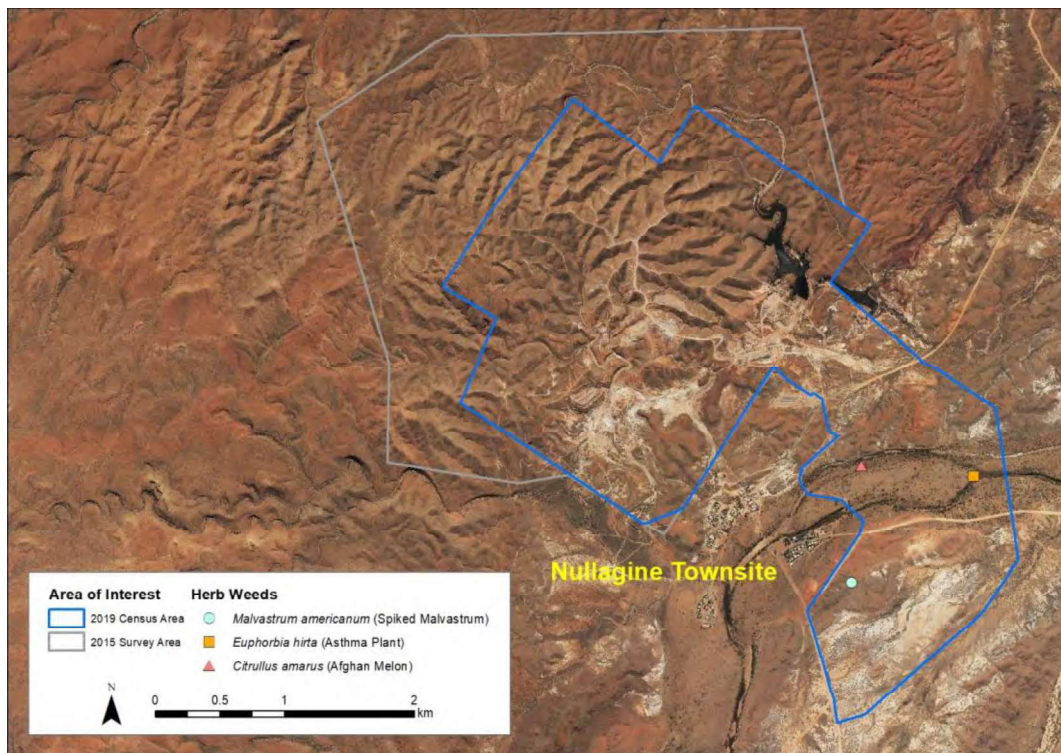 Nullagine Townsite
Area of Interest
2019 Census Area
2015 Survey Area
Herb Weeds
Malvastrum americanum (Spiked Malvastrum)
Euphorbia hirta (Asthma Plant)
Citrullus amarus (Afghan Melon)
N
0 0.5 1 2
km